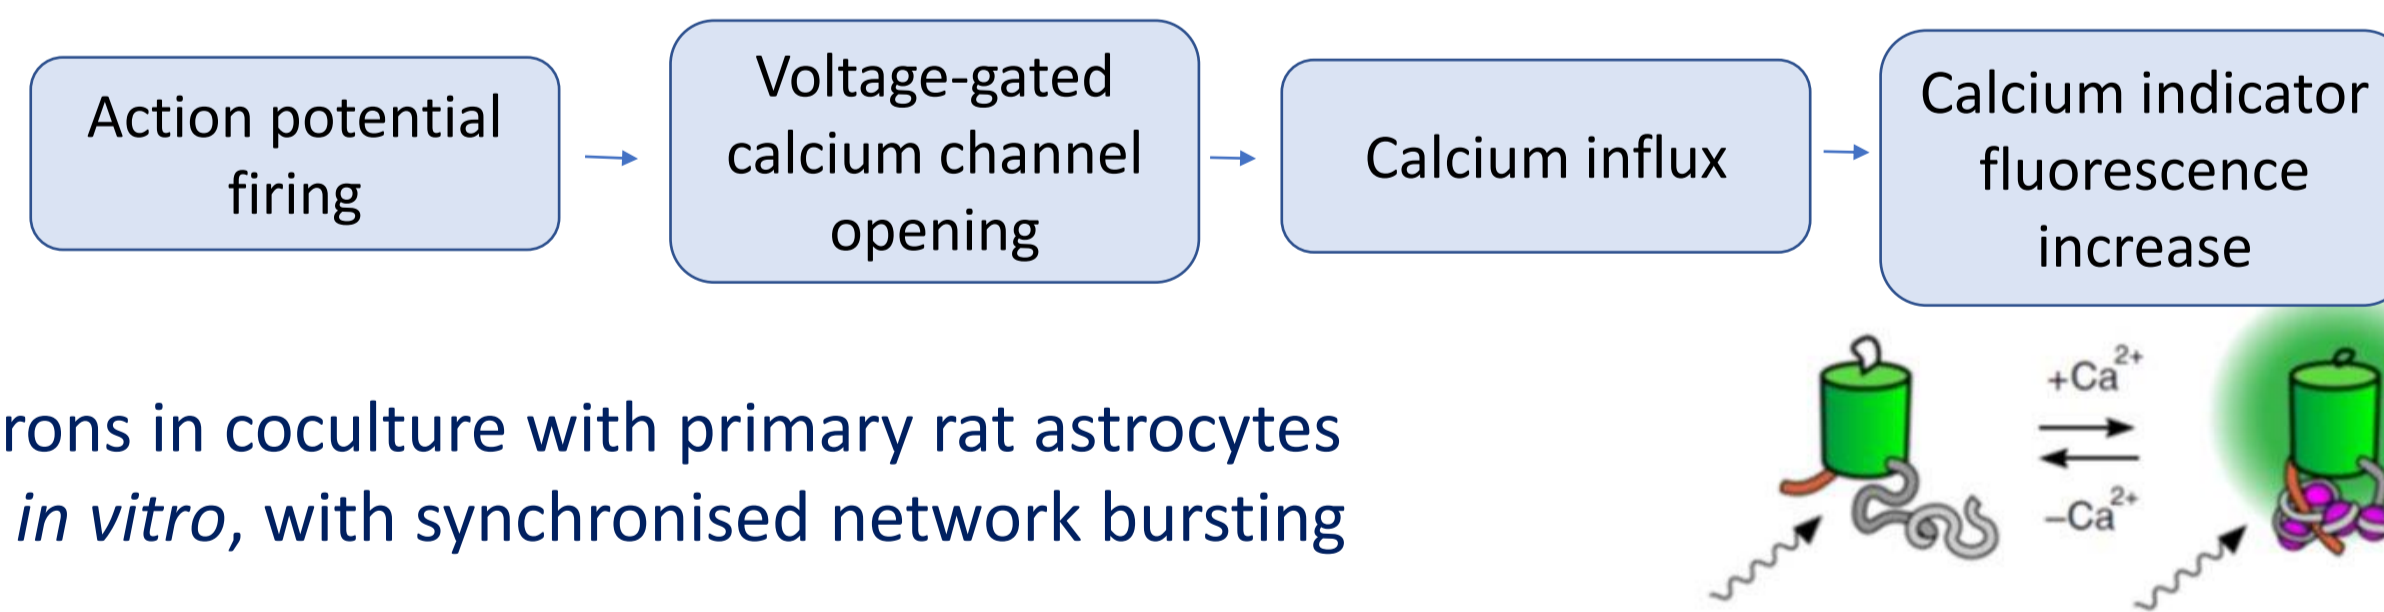 Action potential
firing
Voltage-gated
calcium channel
opening
Calcium influx
Calcium indicator
fluorescence
increase
rons in coculture with primary rat astrocytes
in vitro, with synchronised network bursting
+Ca2+
−Ca2+